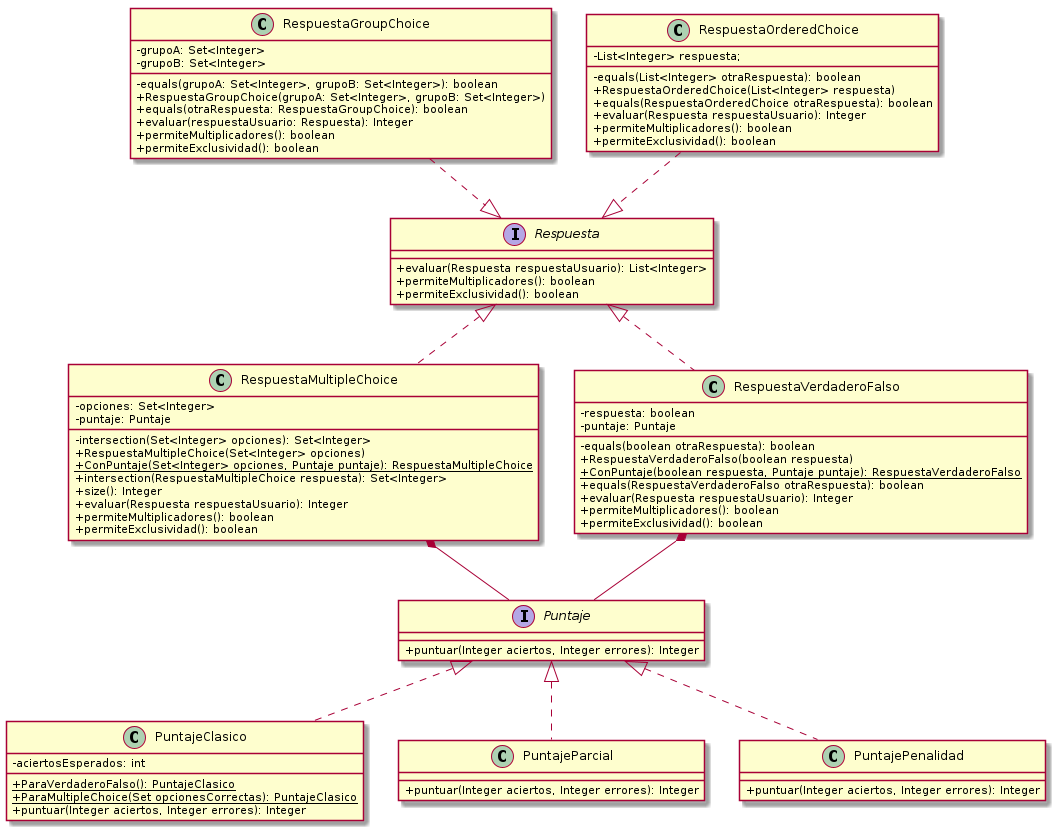 C RespuestaGroupChoice
-grupoA: Set<Integer>
-grupoB: Set<Integer>
-equals(grupoA: Set<Integer>, grupoB: Set<Integer>): boolean
+RespuestaGroupChoice(grupoA: Set<Integer>, grupoB: Set<Integer>)
+equals(otraRespuesta: RespuestaGroupChoice): boolean
+evaluar(respuestaUsuario: Respuesta): Integer
+permiteMultiplicadores(): boolean
+permiteExclusividad(): boolean
C RespuestaOrderedChoice
-List<Integer> respuesta;
-equals(List<Integer> otraRespuesta): boolean
+RespuestaOrderedChoice(List<Integer> respuesta)
+equals(RespuestaOrderedChoice otraRespuesta): boolean
+evaluar(Respuesta respuestaUsuario): Integer
+permiteMultiplicadores(): boolean
+permiteExclusividad(): boolean
I Respuesta
+evaluar(Respuesta respuestaUsuario): List<Integer>
+permiteMultiplicadores(): boolean
+permiteExclusividad(): boolean
C RespuestaMultipleChoice
-opciones: Set<Integer>
-puntaje: Puntaje
-intersection(Set<Integer> opciones): Set<Integer>
+RespuestaMultipleChoice(Set<Integer> opciones)
+ConPuntaje(Set<Integer> opciones, Puntaje puntaje): RespuestaMultipleChoice
+intersection(RespuestaMultipleChoice respuesta): Set<Integer>
+size(): Integer
+evaluar(Respuesta respuestaUsuario): Integer
+permiteMultiplicadores(): boolean
+permiteExclusividad(): boolean
C RespuestaVerdaderoFalso
-respuesta: boolean
-puntaje: Puntaje
-equals(boolean otraRespuesta): boolean
+RespuestaVerdaderoFalso(boolean respuesta)
+ConPuntaje(boolean respuesta, Puntaje puntaje): RespuestaVerdaderoFalso
+equals(RespuestaVerdaderoFalso otraRespuesta): boolean
+evaluar(Respuesta respuestaUsuario): Integer
+permiteMultiplicadores(): boolean
+permiteExclusividad(): boolean
I Puntaje
+puntuar(Integer aciertos, Integer errores): Integer
C PuntajeClasico
-aciertosEsperados: int
+ParaVerdaderoFalso(): PuntajeClasico
+ParaMultipleChoice(Set opcionesCorrectas): PuntajeClasico
+puntuar(Integer aciertos, Integer errores): Integer
C PuntajeParcial
+puntuar(Integer aciertos, Integer errores): Integer
C PuntajePenalidad
+puntuar(Integer aciertos, Integer errores): Integer